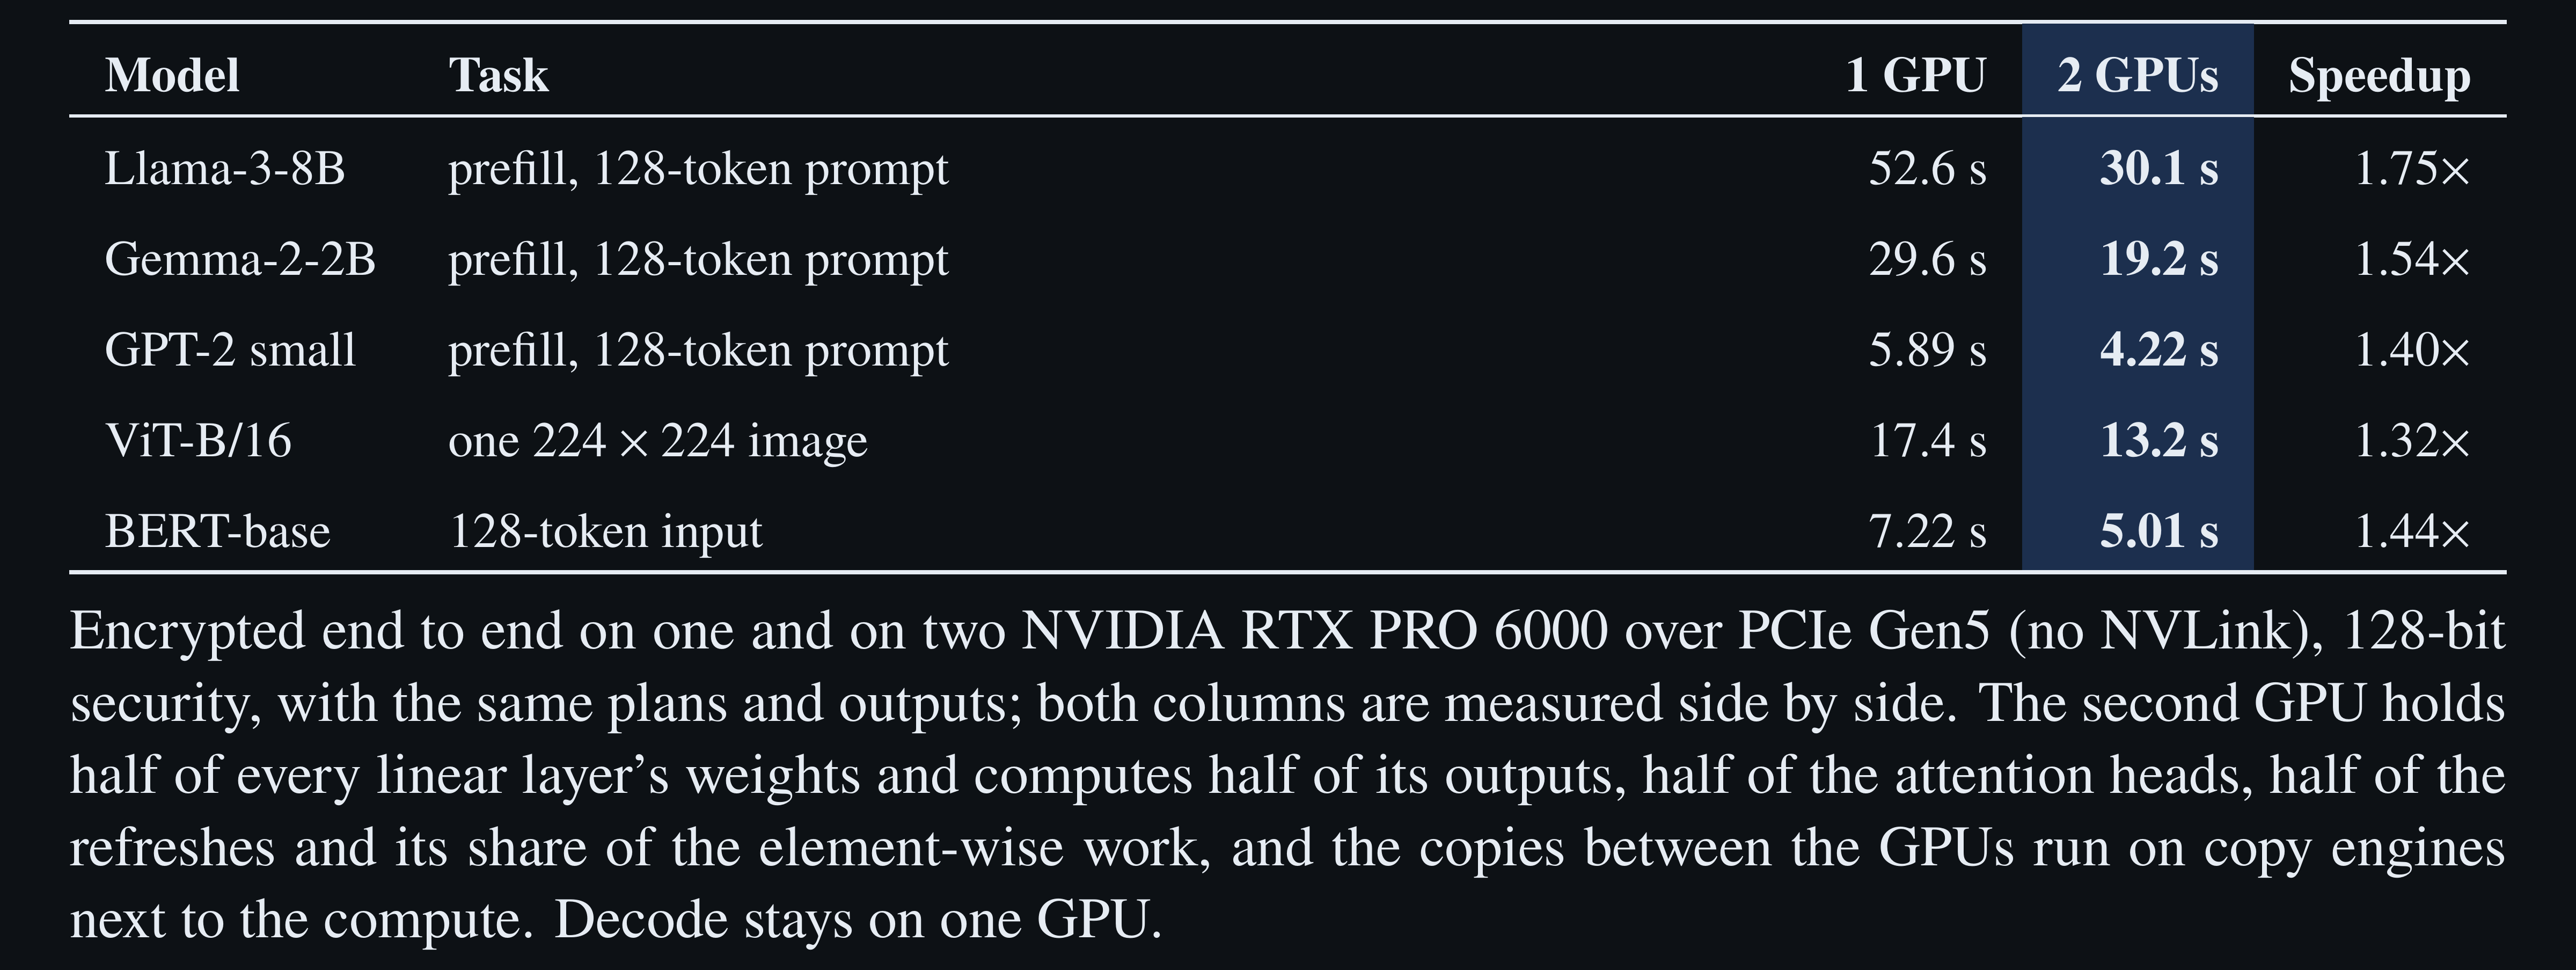 Model Task 1 GPU 2 GPUs Speedup
Llama-3-8B prefill, 128-token prompt 52.6 s 30.1 s 1.75×
Gemma-2-2B prefill, 128-token prompt 29.6 s 19.2 s 1.54×
GPT-2 small prefill, 128-token prompt 5.89 s 4.22 s 1.40×
ViT-B/16 one 224 × 224 image 17.4 s 13.2 s 1.32×
BERT-base 128-token input 7.22 s 5.01 s 1.44×
Encrypted end to end on one and on two NVIDIA RTX PRO 6000 over PCIe Gen5 (no NVLink), 128-bit
security, with the same plans and outputs; both columns are measured side by side. The second GPU holds
half of every linear layer’s weights and computes half of its outputs, half of the attention heads, half of the
refreshes and its share of the element-wise work, and the copies between the GPUs run on copy engines
next to the compute. Decode stays on one GPU.